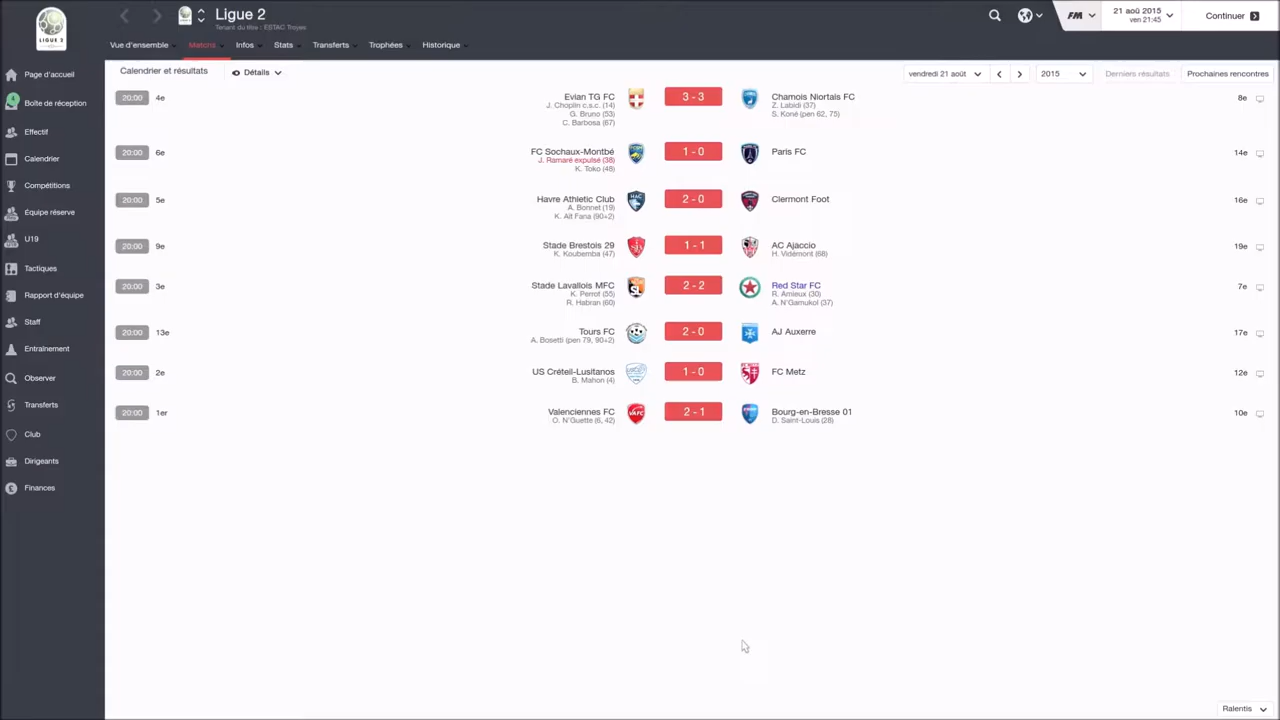 LIGUE 2
Ligue 2
Tenant du titre : ESTAC Troyes
FM
21 aoû 2015
ven 21:45
Continuer
Vue d'ensemble
Matchs
Infos
Stats
Transferts
Trophées
Historique
Page d'accueil
Boîte de réception
Effectif
Calendrier
Compétitions
Equipe réserve
U19
Tactiques
Rapport d'équipe
Staff
Entraînement
Observer
Transferts
Club
Dirigeants
Finances
Calendrier et résultats
Détails
vendredi 21 août
2015
Derniers résultats
Prochaines rencontres
20:00 4e Evian TG FC 3 - 3 Chamois Niortais FC 8e
J. Choplin c.s.c. (14) Z. Labidi (37)
G. Bruno (53) S. Koné (pen 62, 75)
C. Barbosa (67)
20:00 6e FC Sochaux-Montbé 1 - 0 Paris FC 14e
J. Ramaré expulsé (38)
K. Toko (48)
20:00 5e Havre Athletic Club 2 - 0 Clermont Foot 16e
A. Bonnet (19)
K. Aït Fana (90+2)
20:00 9e Stade Brestois 29 1 - 1 AC Ajaccio 19e
K. Koubemba (47) H. Vidémont (68)
20:00 3e Stade Lavallois MFC 2 - 2 Red Star FC 7e
K. Perrot (55) R. Amieux (30)
R. Habran (60) A. N'Gamukol (37)
20:00 13e Tours FC 2 - 0 AJ Auxerre 17e
A. Bosetti (pen 79, 90+2)
20:00 2e US Créteil-Lusitanos 1 - 0 FC Metz 12e
B. Mahon (4)
20:00 1er Valenciennes FC 2 - 1 Bourg-en-Bresse 01 10e
O. N'Guette (6, 42) D. Saint-Louis (28)
Ralentis